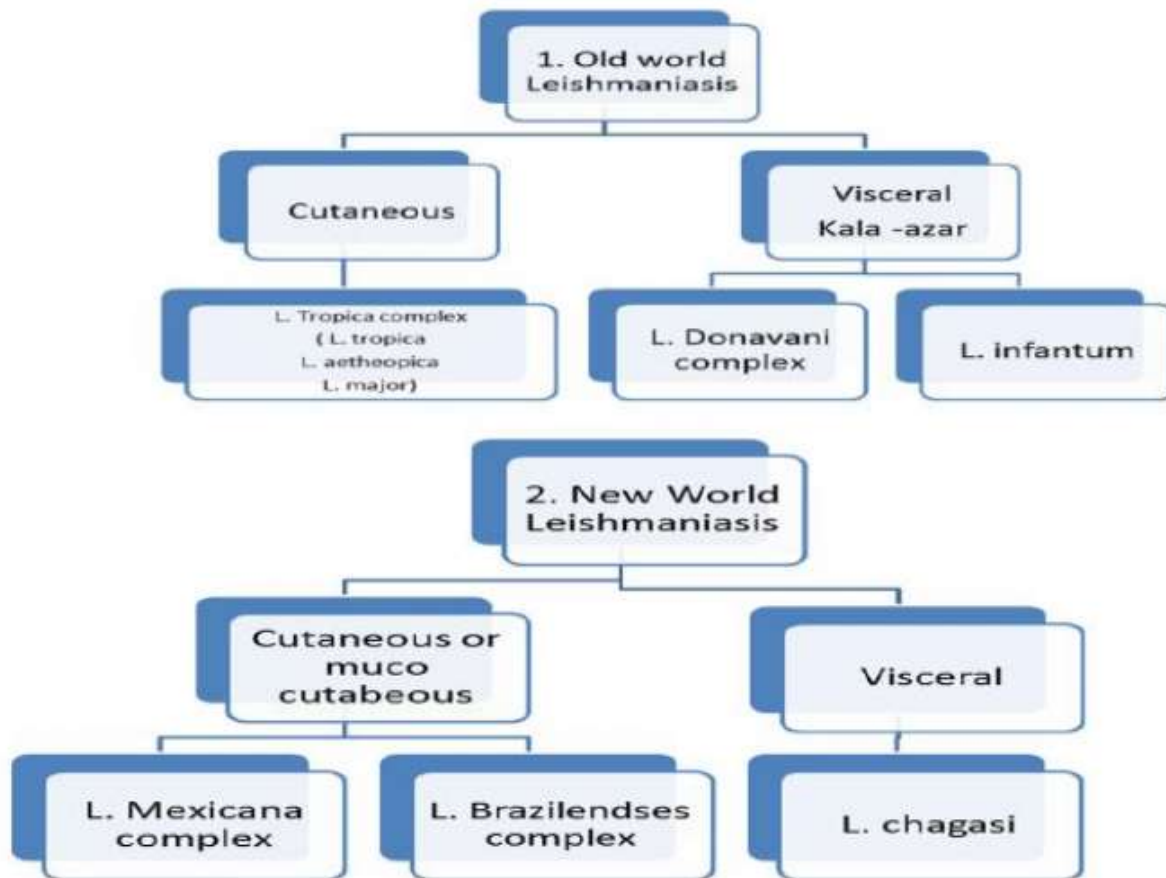 1. Old world
Leishmaniasis
Cutaneous
Visceral
Kala -azar
L. Tropica complex
( L. tropica
L. aetheopica
L. major)
L. Donavani
complex
L. infantum
2. New World
Leishmaniasis
Cutaneous or
muco
cutabeous
Visceral
L. Mexicana
complex
L. Brazilendses
complex
L. chagasi